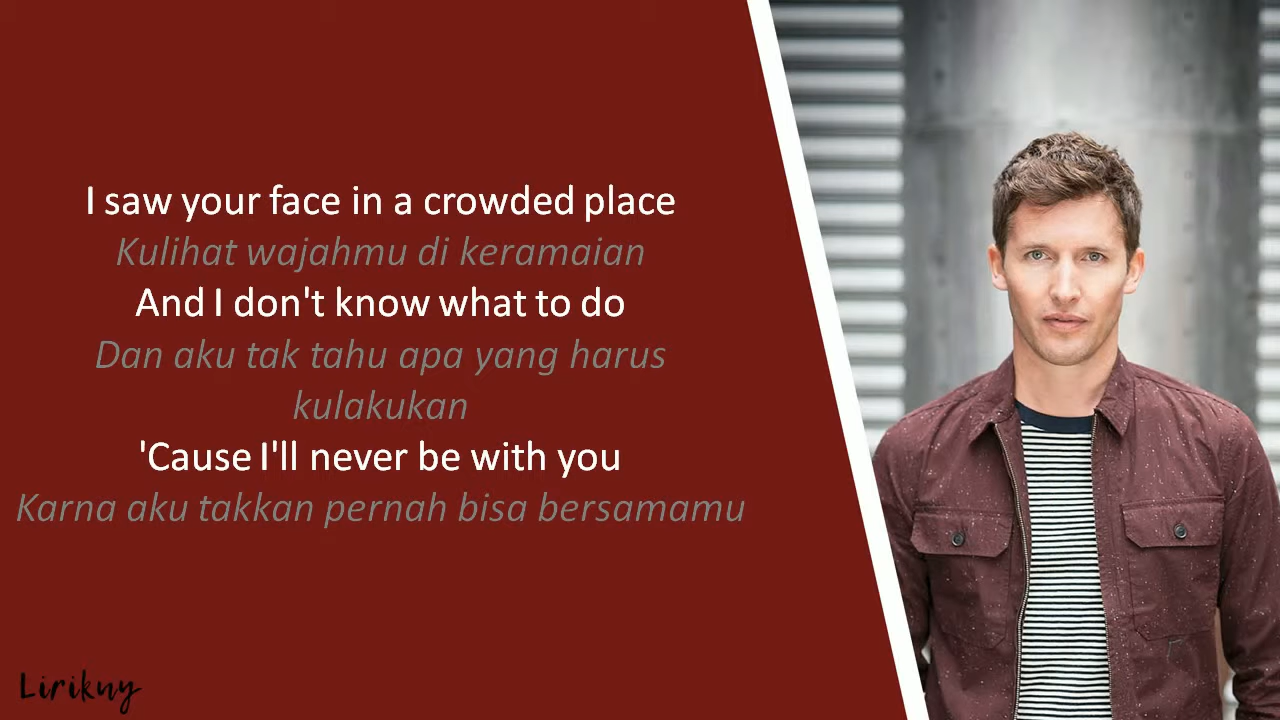 I saw your face in a crowded place
Kulihat wajahmu di keramaian
And I don't know what to do
Dan aku tak tahu apa yang harus
kulakukan
'Cause I'll never be with you
Karna aku takkan pernah bisa bersamamu
Lirikuy